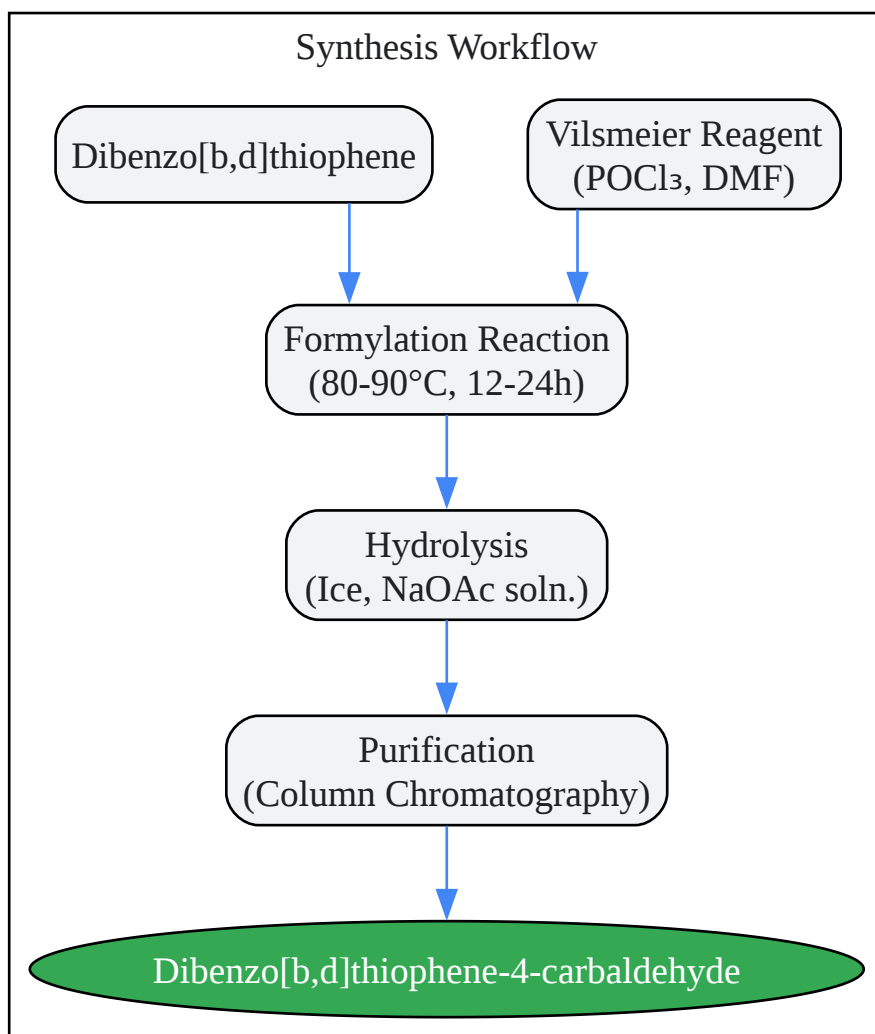 Synthesis Workflow
Dibenzo[b,d]thiophene
Vilsmeier Reagent
(POCl₃, DMF)
Formylation Reaction
(80-90°C, 12-24h)
Hydrolysis
(Ice, NaOAc soln.)
Purification
(Column Chromatography)
Dibenzo[b,d]thiophene-4-carbaldehyde